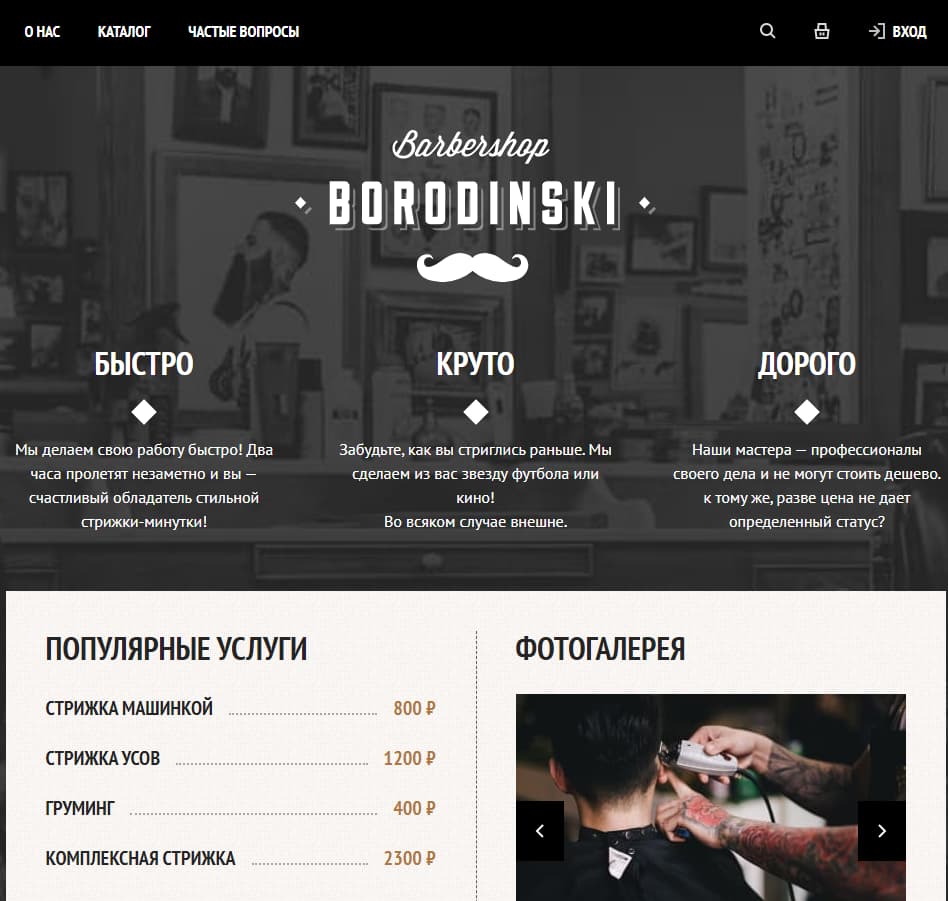 О НАС КАТАЛОГ ЧАСТЫЕ ВОПРОСЫ ВХОД
Barbershop
BORODINSKI
БЫСТРО
Мы делаем свою работу быстро! Два
часа пролетят незаметно и вы —
счастливый обладатель стильной
стрижки-минутки!
КРУТО
Забудьте, как вы стриглись раньше. Мы
сделаем из вас звезду футбола или
кино!
Во всяком случае внешне.
ДОРОГО
Наши мастера — профессионалы
своего дела и не могут стоить дешево.
к тому же, разве цена не дает
определенный статус?
ПОПУЛЯРНЫЕ УСЛУГИ
СТРИЖКА МАШИНКОЙ 800 ₽
СТРИЖКА УСОВ 1200 ₽
ГРУМИНГ 400 ₽
КОМПЛЕКСНАЯ СТРИЖКА 2300 ₽
ФОТОГАЛЕРЕЯ